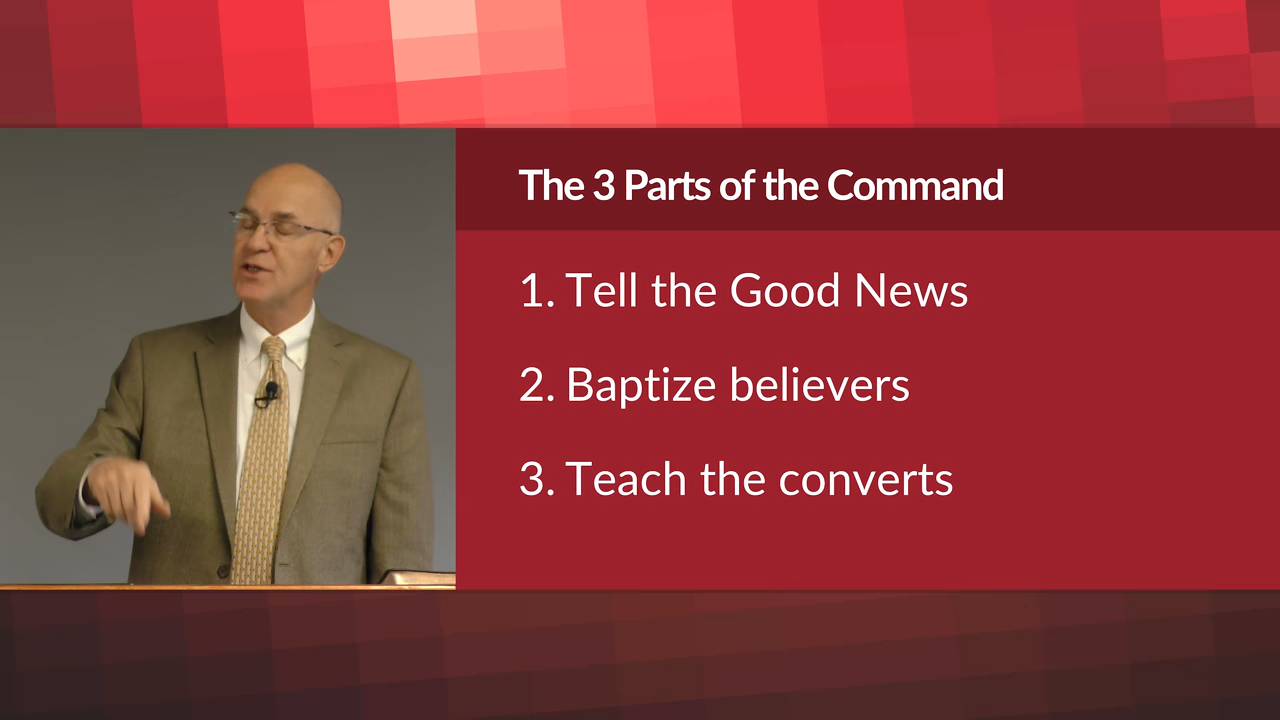 The 3 Parts of the Command
1. Tell the Good News
2. Baptize believers
3. Teach the converts